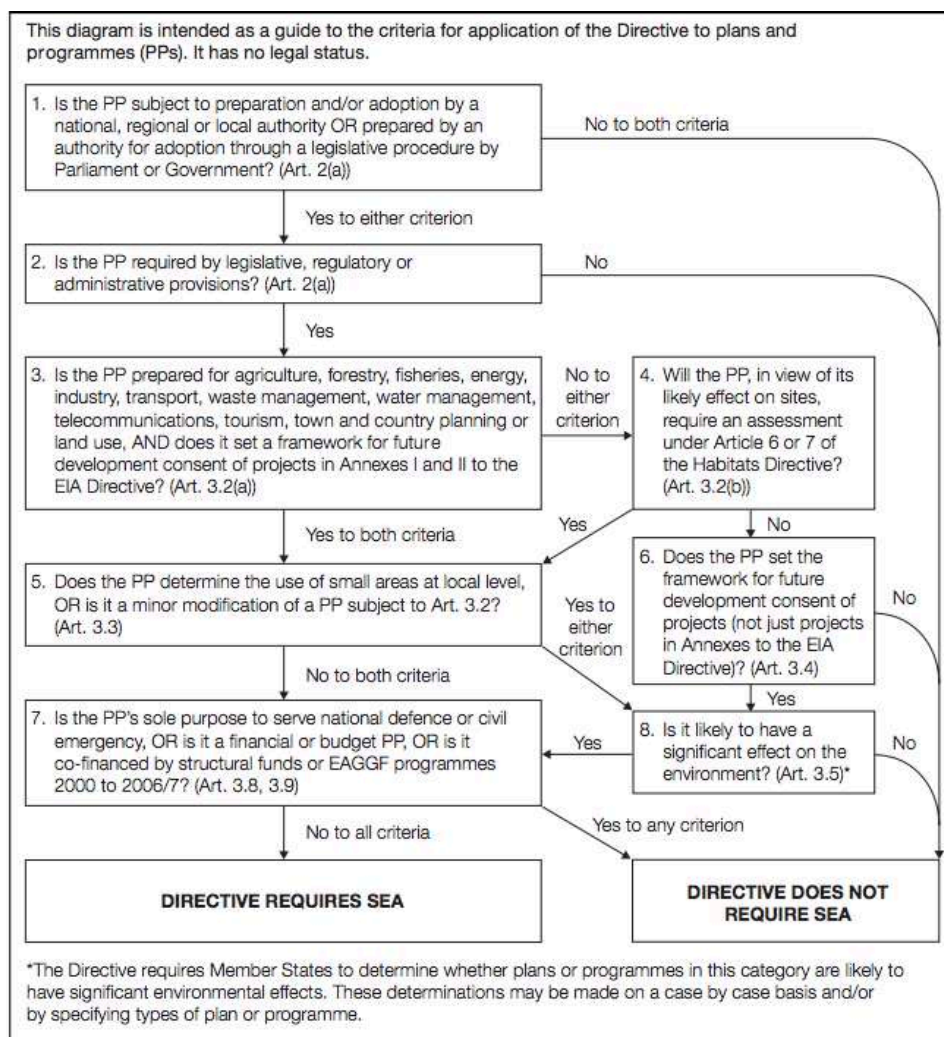 This diagram is intended as a guide to the criteria for application of the Directive to plans and
programmes (PPs). It has no legal status.
1. Is the PP subject to preparation and/or adoption by a
national, regional or local authority OR prepared by an
authority for adoption through a legislative procedure by
Parliament or Government? (Art. 2(a))
No to both criteria
Yes to either criterion
2. Is the PP required by legislative, regulatory or
administrative provisions? (Art. 2(a))
No
Yes
3. Is the PP prepared for agriculture, forestry, fisheries, energy,
industry, transport, waste management, water management,
telecommunications, tourism, town and country planning or
land use, AND does it set a framework for future
development consent of projects in Annexes I and II to the
EIA Directive? (Art. 3.2(a))
No to
either
criterion
4. Will the PP, in view of its
likely effect on sites,
require an assessment
under Article 6 or 7 of
the Habitats Directive?
(Art. 3.2(b))
Yes to both criteria
Yes
No
5. Does the PP determine the use of small areas at local level,
OR is it a minor modification of a PP subject to Art. 3.2?
(Art. 3.3)
Yes to
either
criterion
6. Does the PP set the
framework for future
development consent of
projects (not just projects
in Annexes to the EIA
Directive)? (Art. 3.4)
No
No to both criteria
Yes
7. Is the PP's sole purpose to serve national defence or civil
emergency, OR is it a financial or budget PP, OR is it
co-financed by structural funds or EAGGF programmes
2000 to 2006/7? (Art. 3.8, 3.9)
Yes
8. Is it likely to have a
significant effect on the
environment? (Art. 3.5)*
No
No to all criteria
Yes to any criterion
DIRECTIVE REQUIRES SEA
DIRECTIVE DOES NOT
REQUIRE SEA
*The Directive requires Member States to determine whether plans or programmes in this category are likely to
have significant environmental effects. These determinations may be made on a case by case basis and/or
by specifying types of plan or programme.